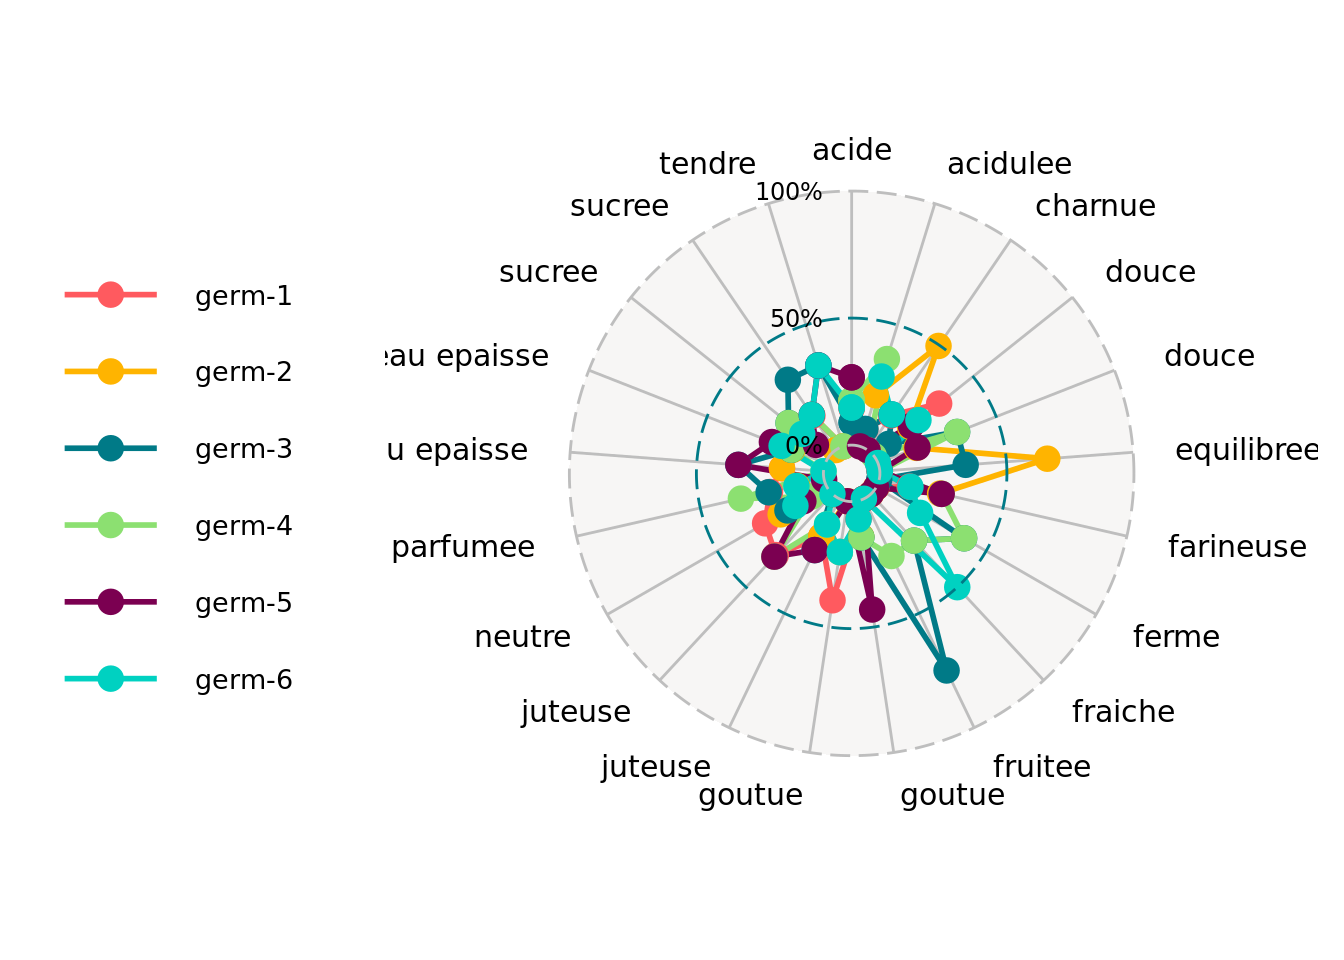 germ-1
germ-2
germ-3
germ-4
germ-5
germ-6
acide
acidulee
charnue
douce
douce
equilibree
farineuse
ferme
fraiche
fruitee
goutue
goutue
juteuse
juteuse
neutre
parfumee
u epaisse
eau epaisse
sucree
sucree
tendre
100%
50%
0%